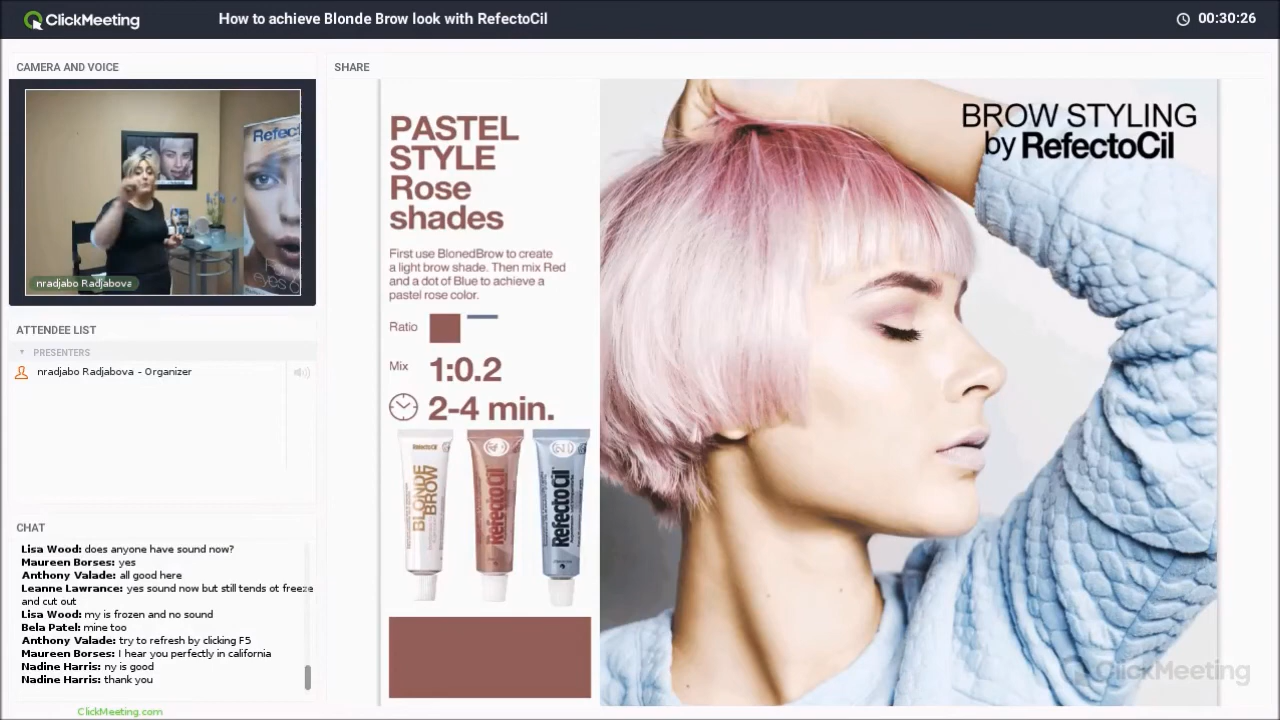 ClickMeeting
How to achieve Blonde Brow look with RefectoCil
00:30:26
CAMERA AND VOICE
nradjabo Radjabova
ATTENDEE LIST
PRESENTERS
nradjabo Radjabova - Organizer
CHAT
Lisa Wood: does anyone have sound now?
Maureen Borses: yes
Anthony Valade: all good here
Leanne Lawrance: yes sound now but still tends ot freeze
and cut out
Lisa Wood: my is frozen and no sound
Bela Patel: mine too
Anthony Valade: try to refresh by clicking F5
Maureen Borses: I hear you perfectly in california
Nadine Harris: ny is good
Nadine Harris: thank you
ClickMeeting.com
SHARE
PASTEL
STYLE
Rose
shades
First use BlonedBrow to create
a light brow shade. Then mix Red
and a dot of Blue to achieve a
pastel rose color.
Ratio
Mix 1:0.2
2-4 min.
RefectoCil
BLONDE
BROW
RefectoCil
RefectoCil
BROW STYLING
by RefectoCil
ClickMeeting